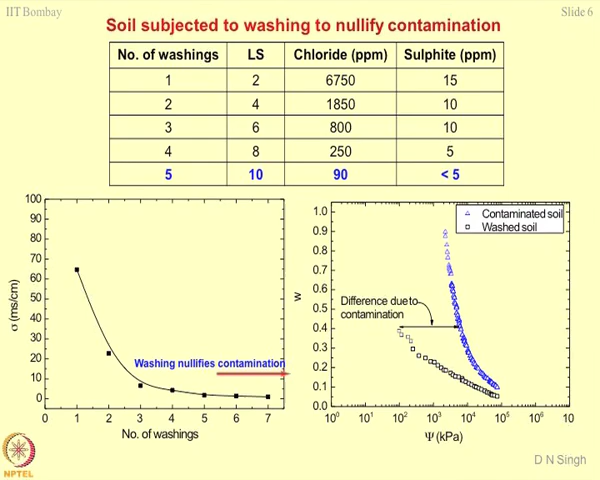 IIT Bombay
Slide 6
Soil subjected to washing to nullify contamination
No. of washings LS Chloride (ppm) Sulphite (ppm)
1 2 6750 15
2 4 1850 10
3 6 800 10
4 8 250 5
5 10 90 < 5
100
90
80
70
60
50
40
30
20
10
0
σ (ms/cm)
Washing nullifies contamination
0 1 2 3 4 5 6 7
No. of washings
1.0
0.9
0.8
0.7
0.6
0.5
0.4
0.3
0.2
0.1
0.0
w
Contaminated soil
Washed soil
Difference due to
contamination
10⁰ 10¹ 10² 10³ 10⁴ 10⁵ 10⁶ 10
Ψ (kPa)
NPTEL
D N Singh